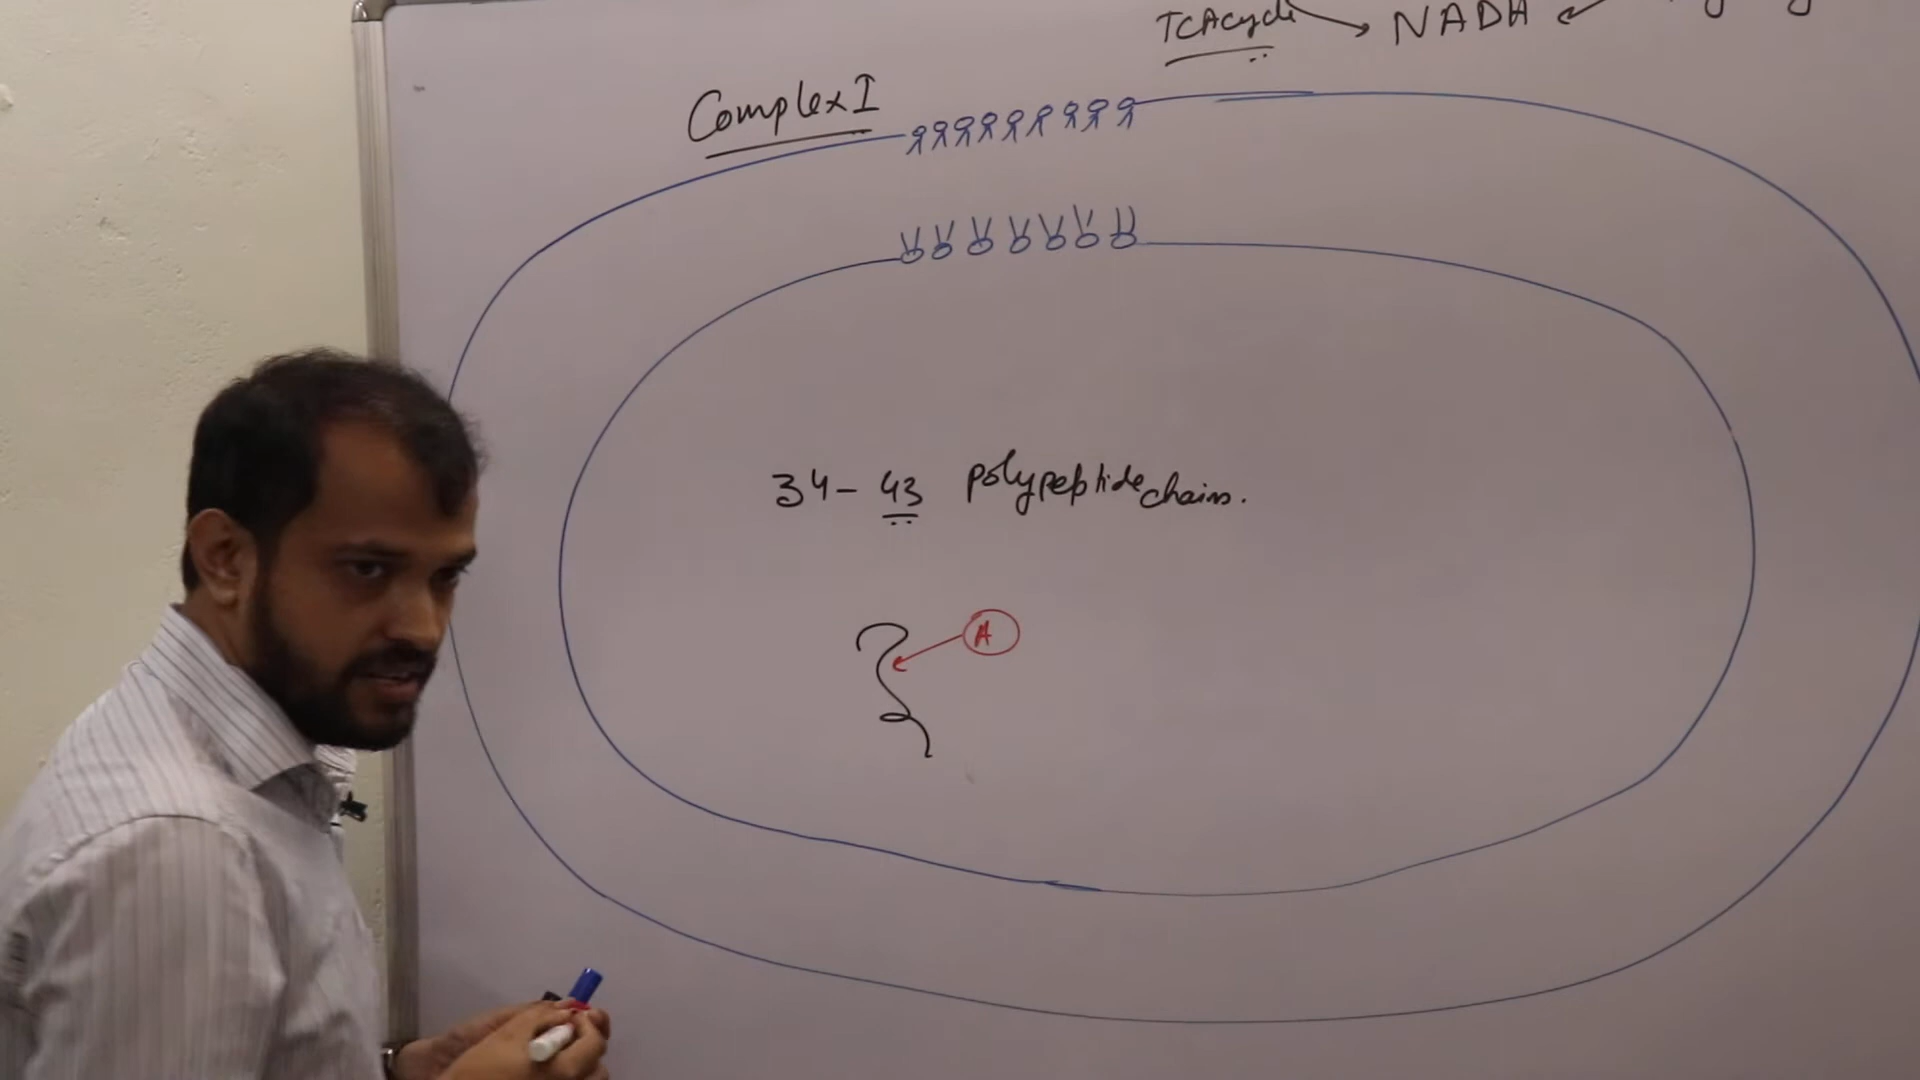 TCAcycle → NADH ←
Complex I
34 - 43 polypeptide chains.
A